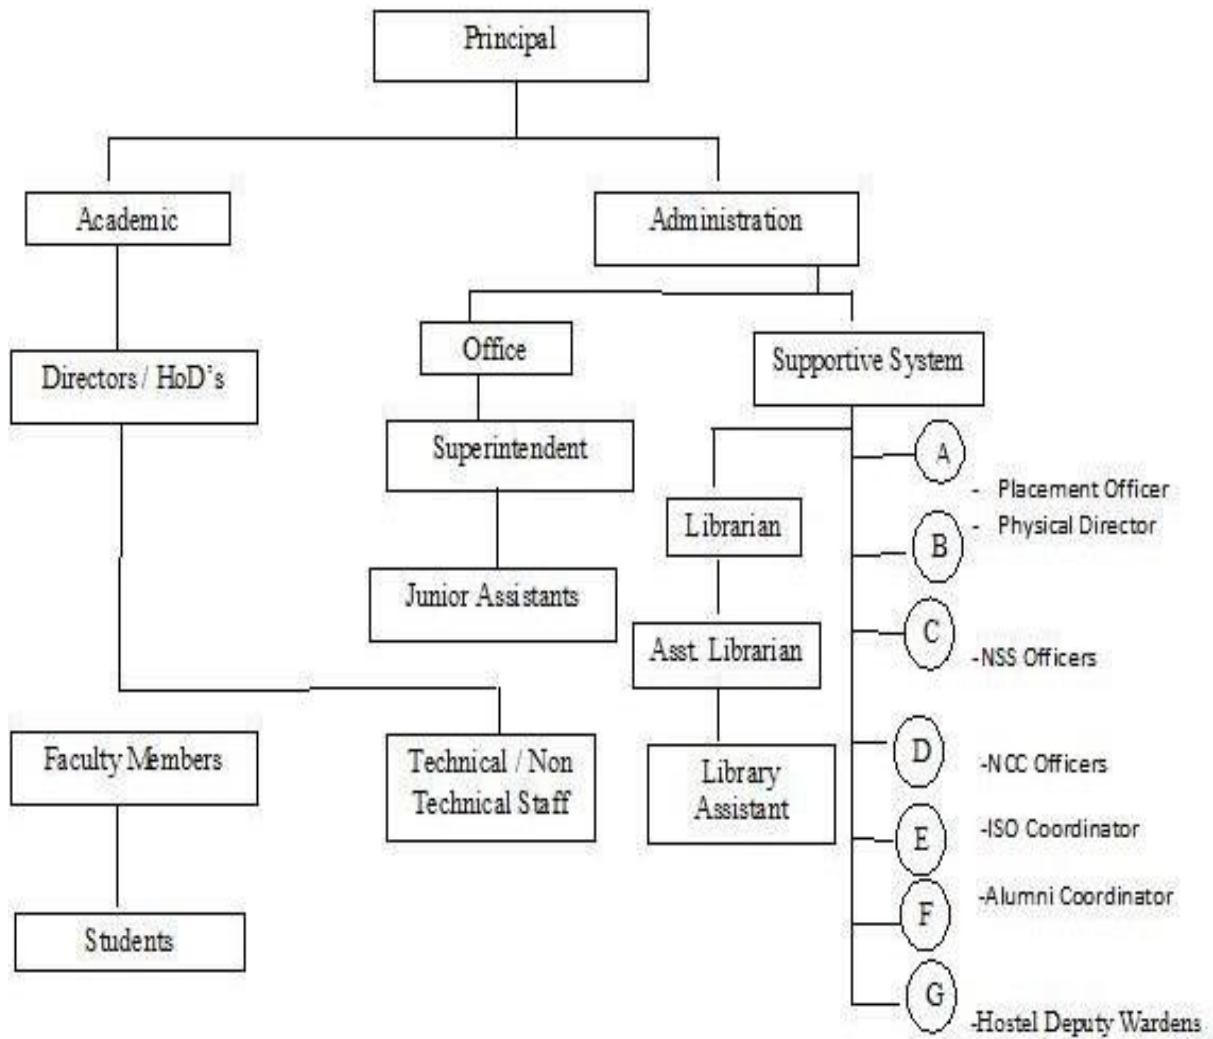 Principal
Academic
Administration
Office
Supportive System
Directors / HoD's
Superintendent
A
- Placement Officer
Librarian
- Physical Director
B
Junior Assistants
C
Asst. Librarian
-NSS Officers
Faculty Members
Technical / Non
Technical Staff
Library
Assistant
D
-NCC Officers
E
-ISO Coordinator
F
-Alumni Coordinator
Students
G
-Hostel Deputy Wardens